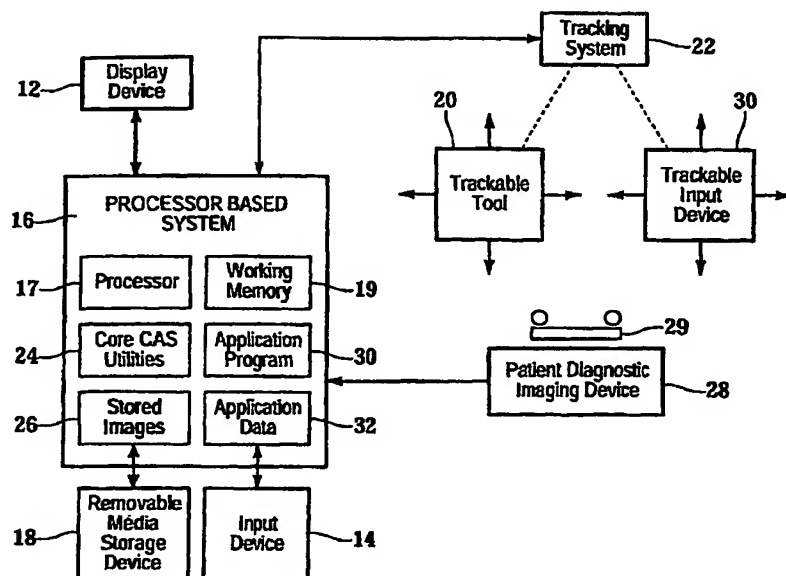 Tracking
System
22
12
Display
Device
20
30
Trackable
Tool
Trackable
Input
Device
16
PROCESSOR BASED
SYSTEM
17
Processor
Working
Memory
19
24
Core CAS
Utilities
Application
Program
30
29
Patient Diagnostic
Imaging Device
28
26
Stored
Images
Application
Data
32
18
Removable
Média
Storage
Device
Input
Device
14